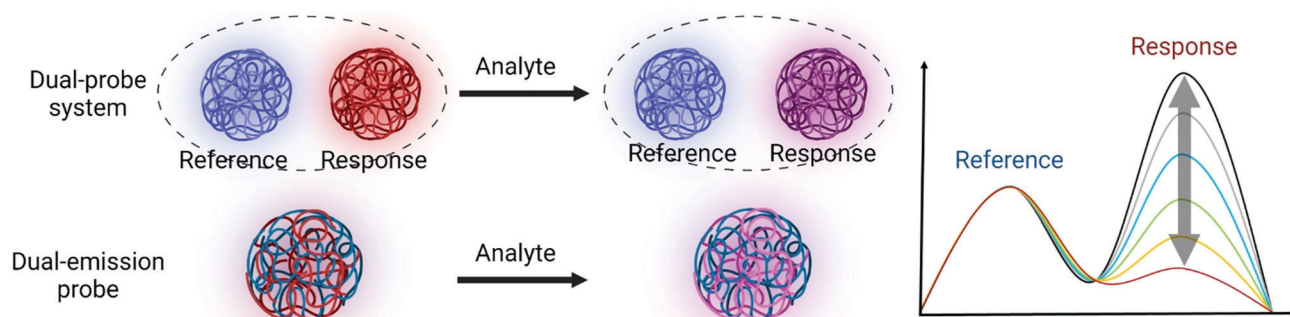 Dual-probe
system
Reference
Response
Analyte
Reference
Response
Dual-emission
probe
Analyte
Reference
Response